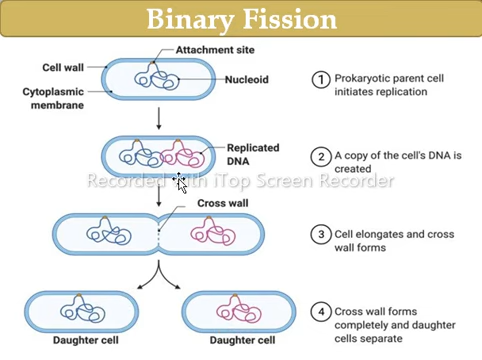 Binary Fission
Attachment site
Cell wall
Nucleoid
Cytoplasmic
membrane
1 Prokaryotic parent cell
initiates replication
Replicated
DNA
2 A copy of the cell's DNA is
created
Recorded with iTop Screen Recorder
Cross wall
3 Cell elongates and cross
wall forms
4 Cross wall forms
completely and daughter
cells separate
Daughter cell
Daughter cell